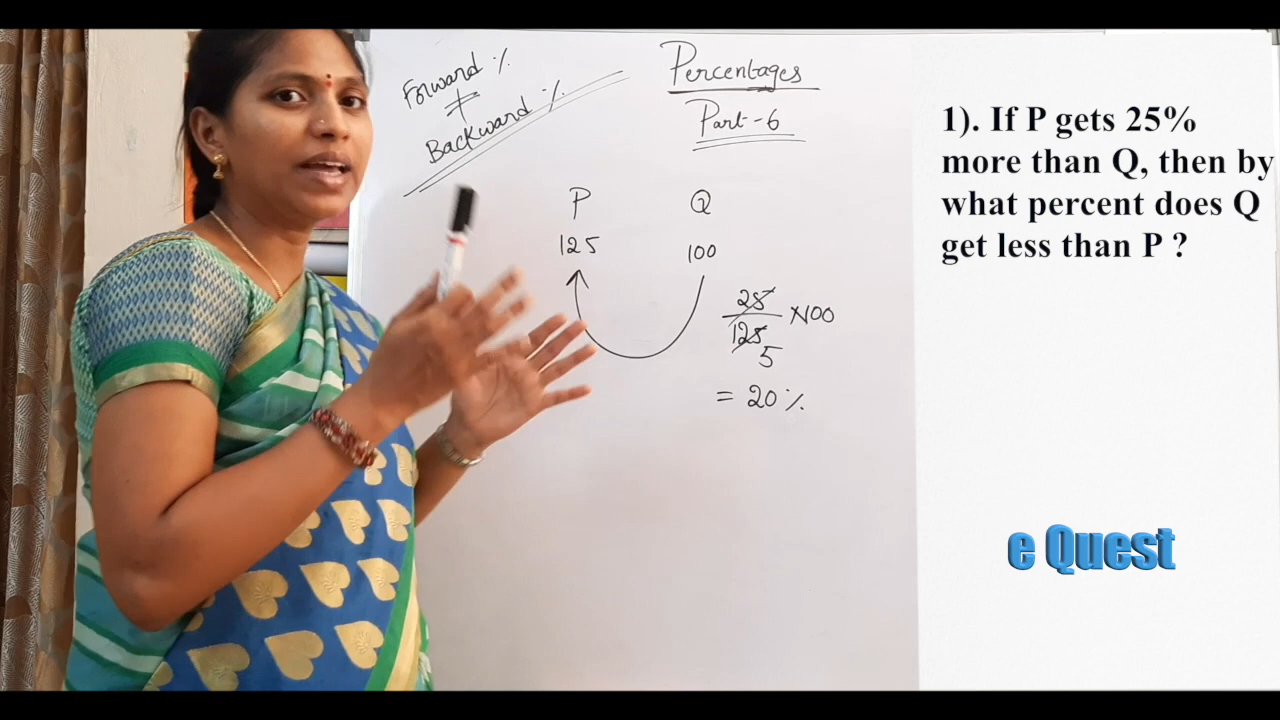 Forward %
≠
Backward %
Percentages
Part-6
P Q
125 100
25
125 ×100
5
= 20%
1). If P gets 25%
more than Q, then by
what percent does Q
get less than P ?
e Quest